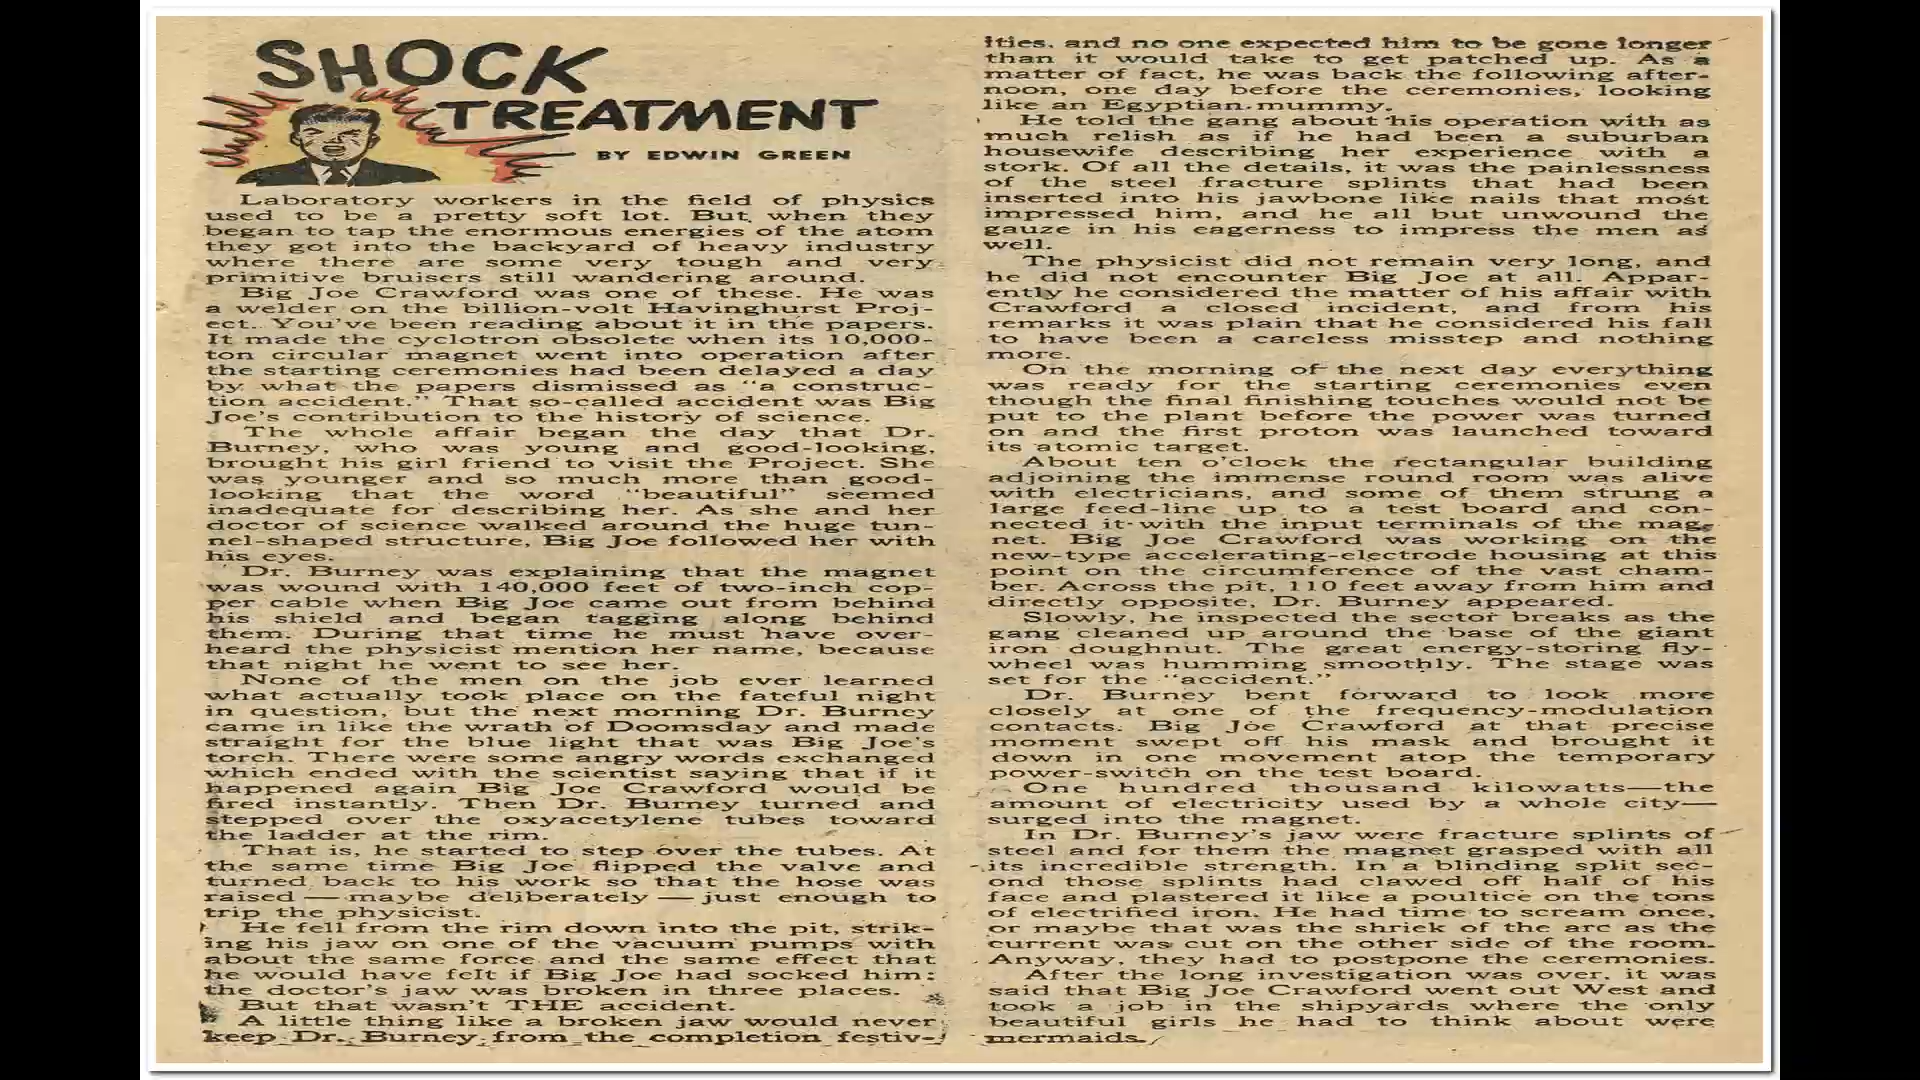 SHOCK
TREATMENT
BY EDWIN GREEN
Laboratory workers in the field of physics
used to be a pretty soft lot. But when they
began to tap the enormous energies of the atom
they got into the backyard of heavy industry
where there are some very tough and very
primitive bruisers still wandering around.
Big Joe Crawford was one of these. He was
a welder on the billion-volt Havinghurst Proj-
ect. You've been reading about it in the papers.
It made the cyclotron obsolete when its 10,000-
ton circular magnet went into operation after
the starting ceremonies had been delayed a day
by what the papers dismissed as "a construc-
tion accident." That so-called accident was Big
Joe's contribution to the history of science.
The whole affair began the day that Dr.
Burney, who was young and good-looking,
brought his girl friend to visit the Project. She
was younger and so much more than good-
looking that the word "beautiful" seemed
inadequate for describing her. As she and her
doctor of science walked around the huge tun-
nel-shaped structure, Big Joe followed her with
his eyes.
Dr. Burney was explaining that the magnet
was wound with 140,000 feet of two-inch cop-
per cable when Big Joe came out from behind
his shield and began tagging along behind
them. During that time he must have over-
heard the physicist mention her name, because
that night he went to see her.
None of the men on the job ever learned
what actually took place on the fateful night
in question, but the next morning Dr. Burney
came in like the wrath of Doomsday and made
straight for the blue light that was Big Joe's
torch. There were some angry words exchanged
which ended with the scientist saying that if it
happened again Big Joe Crawford would be
fired instantly. Then Dr. Burney turned and
stepped over the oxyacetylene tubes toward
the ladder at the rim.
That is, he started to step over the tubes. At
the same time Big Joe flipped the valve and
turned back to his work so that the hose was
raised — maybe deliberately — just enough to
trip the physicist.
He fell from the rim down into the pit, strik-
ing his jaw on one of the vacuum pumps with
about the same force and the same effect that
he would have felt if Big Joe had socked him:
the doctor's jaw was broken in three places.
But that wasn't THE accident.
A little thing like a broken jaw would never
keep Dr. Burney from the completion festiv-
ities, and no one expected him to be gone longer
than it would take to get patched up. As a
matter of fact, he was back the following after-
noon, one day before the ceremonies, looking
like an Egyptian mummy.
He told the gang about his operation with as
much relish as if he had been a suburban
housewife describing her experience with a
stork. Of all the details, it was the painlessness
of the steel fracture splints that had been
inserted into his jawbone like nails that most
impressed him, and he all but unwound the
gauze in his eagerness to impress the men as
well.
The physicist did not remain very long, and
he did not encounter Big Joe at all. Appar-
ently he considered the matter of his affair with
Crawford a closed incident, and from his
remarks it was plain that he considered his fall
to have been a careless misstep and nothing
more.
On the morning of the next day everything
was ready for the starting ceremonies even
though the final finishing touches would not be
put to the plant before the power was turned
on and the first proton was launched toward
its atomic target.
About ten o'clock the rectangular building
adjoining the immense round room was alive
with electricians, and some of them strung a
large feed-line up to a test board and con-
nected it with the input terminals of the mag-
net. Big Joe Crawford was working on the
new-type accelerating-electrode housing at this
point on the circumference of the vast cham-
ber. Across the pit, 110 feet away from him and
directly opposite, Dr. Burney appeared.
Slowly, he inspected the sector breaks as the
gang cleaned up around the base of the giant
iron doughnut. The great energy-storing fly-
wheel was humming smoothly. The stage was
set for the "accident."
Dr. Burney bent forward to look more
closely at one of the frequency-modulation
contacts. Big Joe Crawford at that precise
moment swept off his mask and brought it
down in one movement atop the temporary
power-switch on the test board.
One hundred thousand kilowatts—the
amount of electricity used by a whole city—
surged into the magnet.
In Dr. Burney's jaw were fracture splints of
steel and for them the magnet grasped with all
its incredible strength. In a blinding split sec-
ond those splints had clawed off half of his
face and plastered it like a poultice on the tons
of electrified iron. He had time to scream once,
or maybe that was the shriek of the arc as the
current was cut on the other side of the room.
Anyway, they had to postpone the ceremonies.
After the long investigation was over, it was
said that Big Joe Crawford went out West and
took a job in the shipyards where the only
beautiful girls he had to think about were
mermaids.